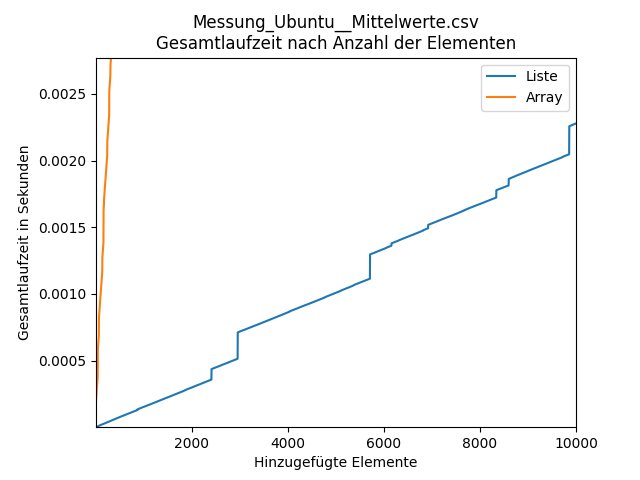 Messung_Ubuntu__Mittelwerte.csv
Gesamtlaufzeit nach Anzahl der Elementen
Liste
Array
Gesamtlaufzeit in Sekunden
0.0025
0.0020
0.0015
0.0010
0.0005
2000
4000
6000
8000
10000
Hinzugefügte Elemente